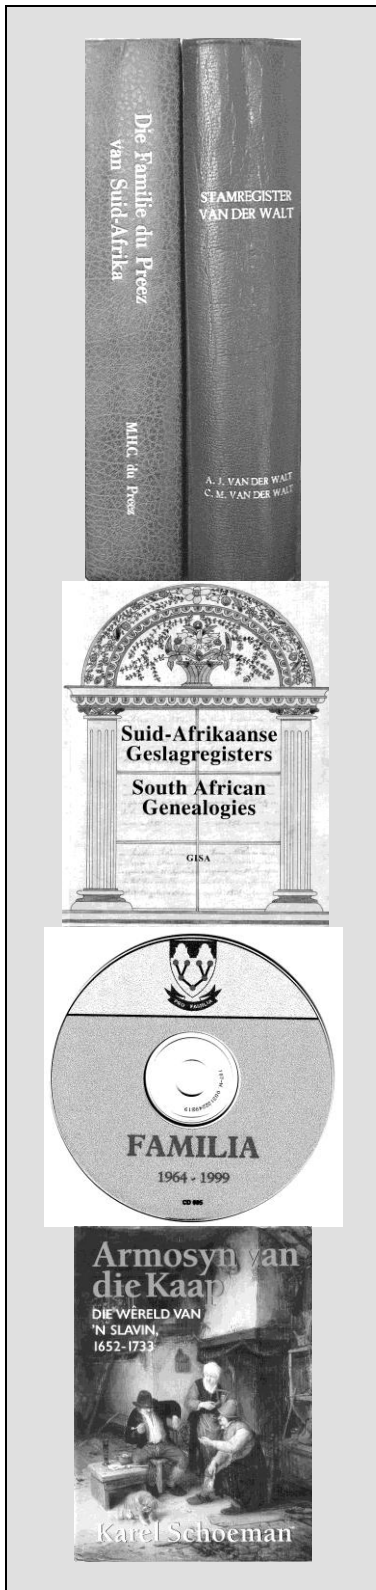 Die Familie du Preez
van Suid-Afrika
M.H.C. du Preez
STAMREGISTER
VAN DER WALT
A. J. VAN DER WALT
C. M. VAN DER WALT
Suid-Afrikaanse
Geslagregisters
South African
Genealogies
GISA
PRO FAMILIA
FAMILIA
1964 - 1999
Armosyn van
die Kaap
DIE WÊRELD VAN
'N SLAVIN,
1652-1733
Karel Schoeman